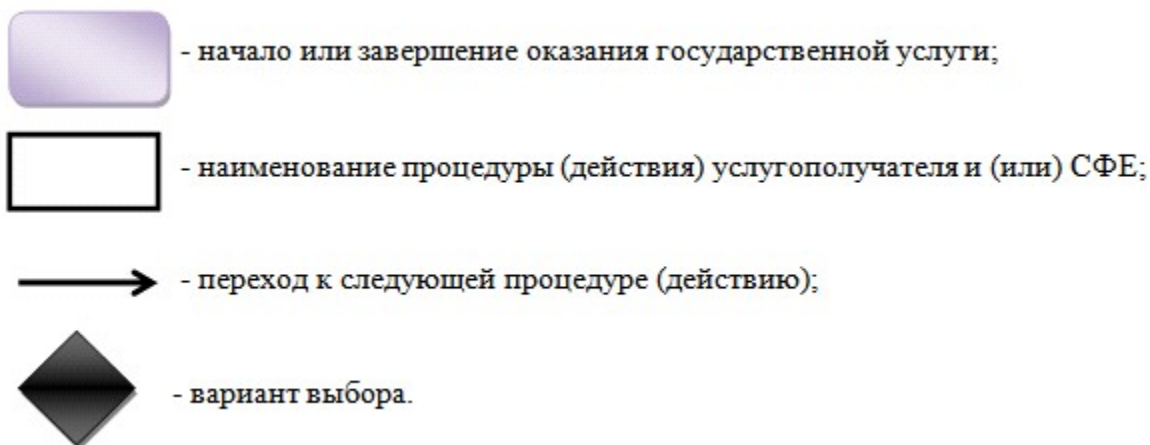 - начало или завершение оказания государственной услуги;
- наименование процедуры (действия) услугополучателя и (или) СФЕ;
- переход к следующей процедуре (действию);
- вариант выбора.